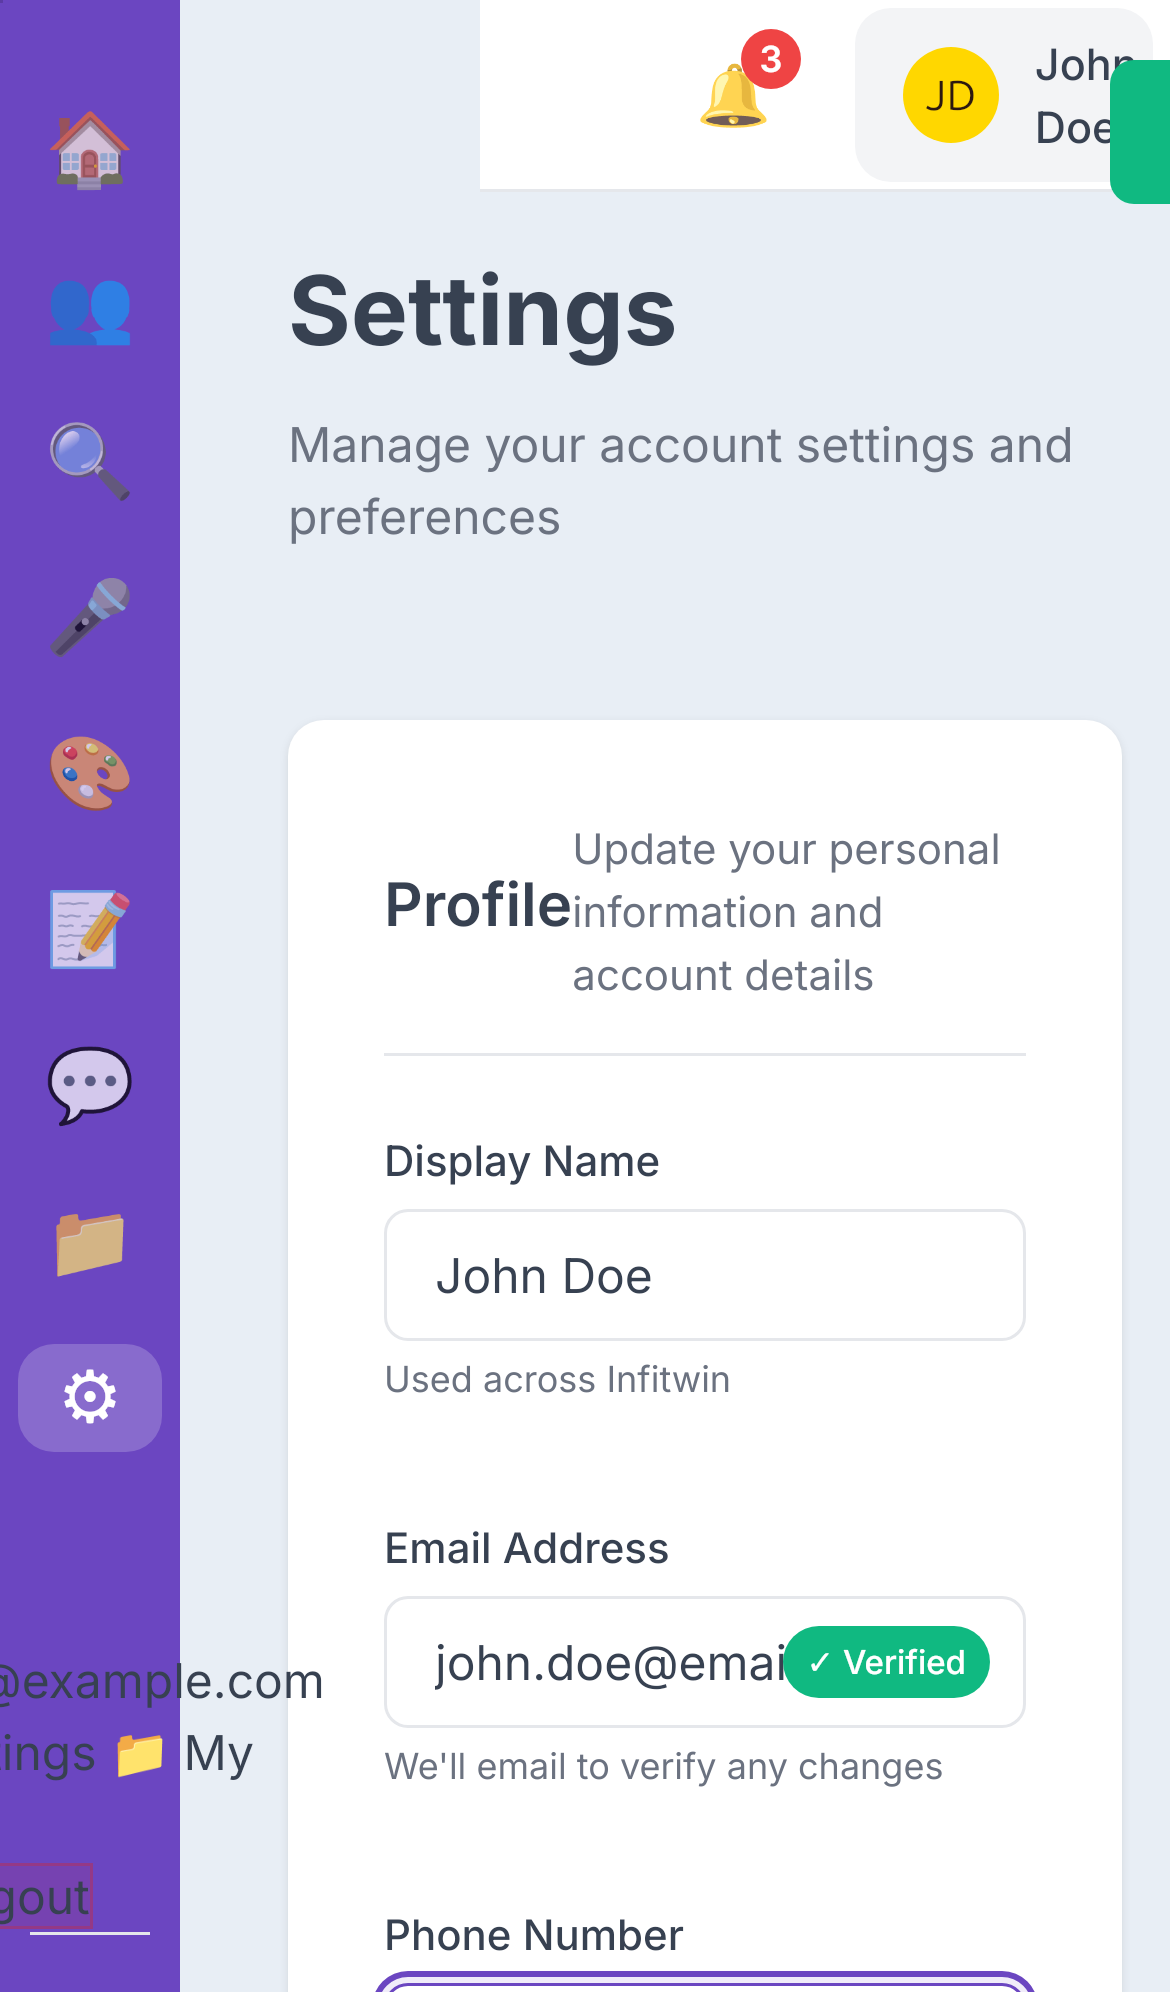 3
JD
John
Doe
Settings
Manage your account settings and
preferences
Profile
Update your personal
information and
account details
Display Name
John Doe
Used across Infitwin
Email Address
john.doe@emai
✓ Verified
We'll email to verify any changes
@example.com
tings 📁 My
gout
Phone Number